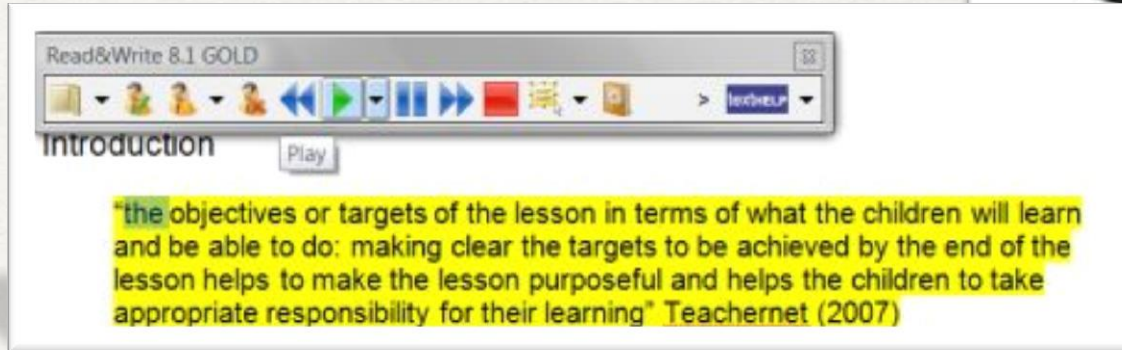 Read&Write 8.1 GOLD
> textHELP
Introduction
Play
“the objectives or targets of the lesson in terms of what the children will learn
and be able to do: making clear the targets to be achieved by the end of the
lesson helps to make the lesson purposeful and helps the children to take
appropriate responsibility for their learning” Teachernet (2007)